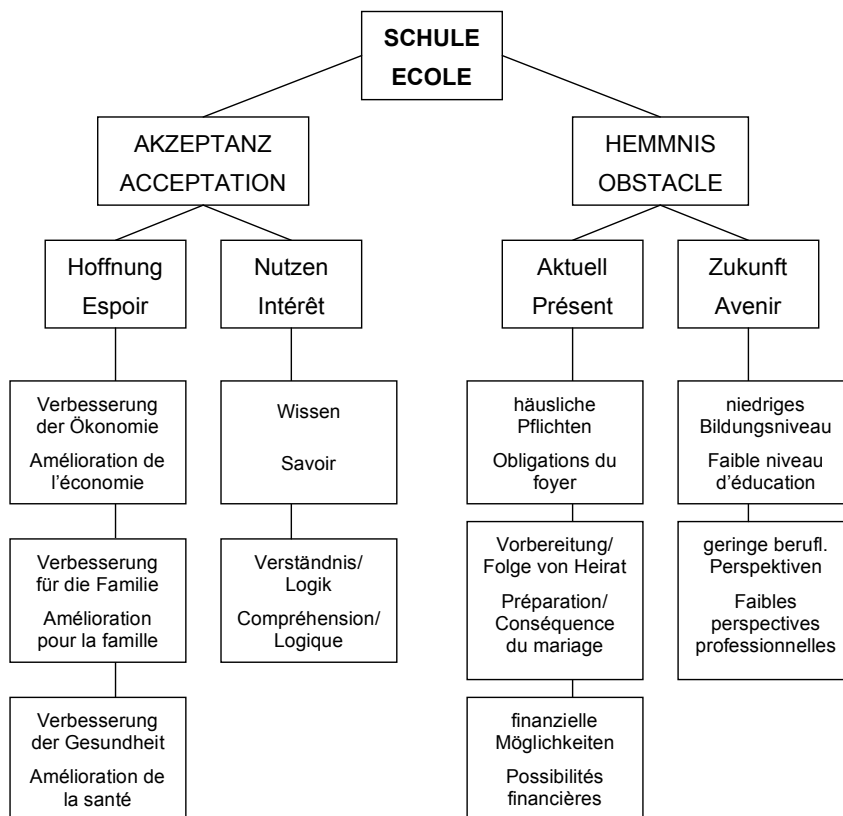 SCHULE
ECOLE
AKZEPTANZ
ACCEPTATION
HEMMNIS
OBSTACLE
Hoffnung
Espoir
Nutzen
Intérêt
Aktuell
Présent
Zukunft
Avenir
Verbesserung
der Ökonomie
Amélioration de
l'économie
Wissen
Savoir
häusliche
Pflichten
Obligations du
foyer
niedriges
Bildungsniveau
Faible niveau
d'éducation
Verbesserung
für die Familie
Amélioration
pour la famille
Verständnis/
Logik
Compréhension/
Logique
Vorbereitung/
Folge von Heirat
Préparation/
Conséquence
du mariage
geringe berufl.
Perspektiven
Faibles
perspectives
professionnelles
Verbesserung
der Gesundheit
Amélioration de
la santé
finanzielle
Möglichkeiten
Possibilités
financières